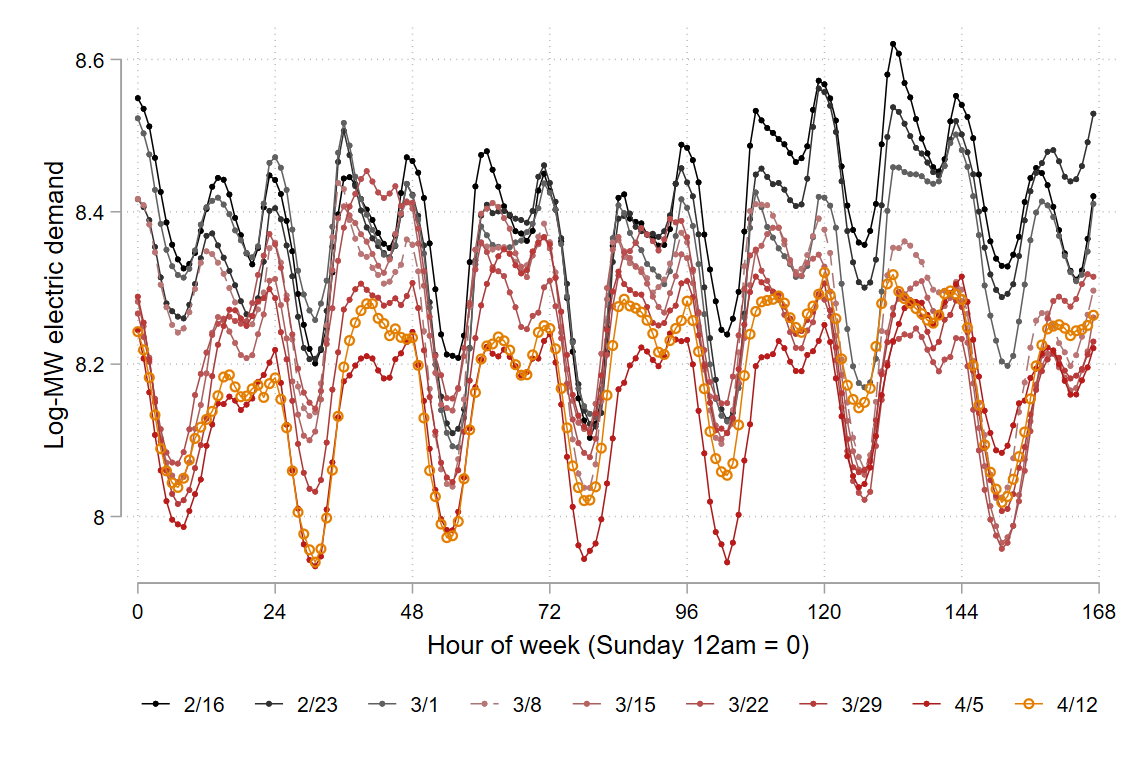 Log-MW electric demand
8.6
8.4
8.2
8
0 24 48 72 96 120 144 168
Hour of week (Sunday 12am = 0)
2/16 2/23 3/1 3/8 3/15 3/22 3/29 4/5 4/12